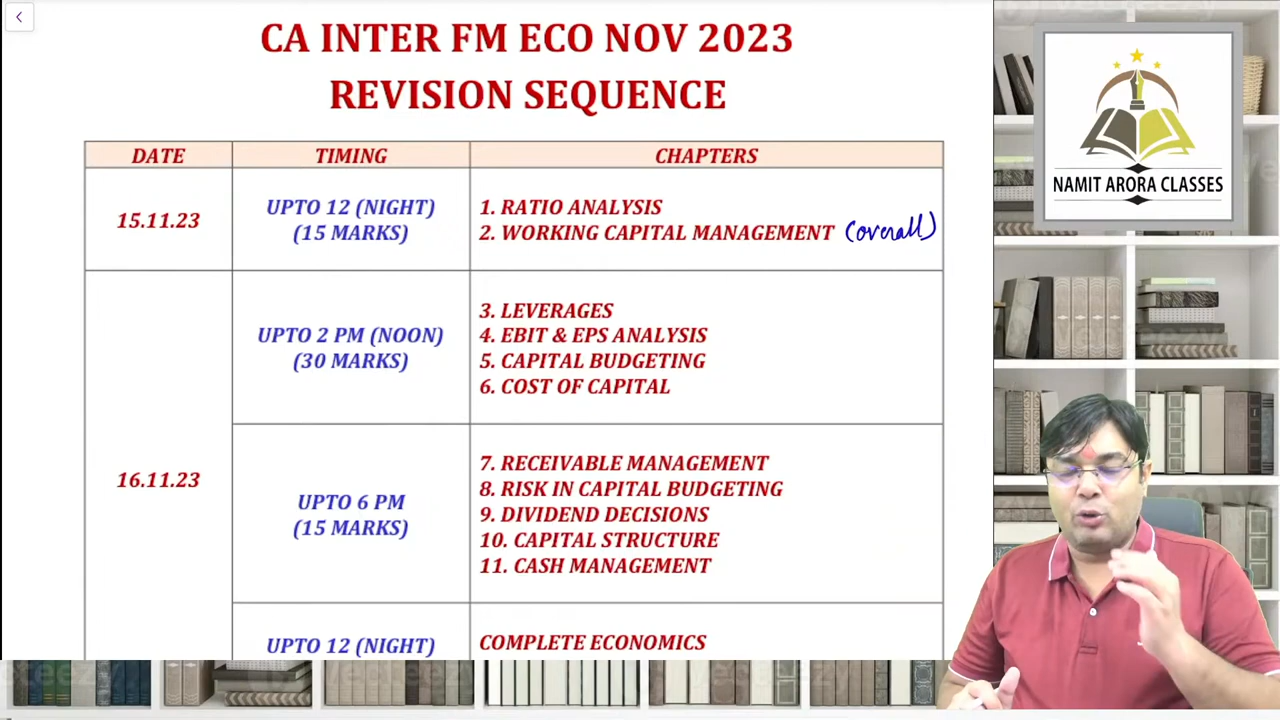 CA INTER FM ECO NOV 2023
REVISION SEQUENCE
DATE TIMING CHAPTERS
15.11.23
UPTO 12 (NIGHT)
(15 MARKS)
1. RATIO ANALYSIS
2. WORKING CAPITAL MANAGEMENT (overall)
16.11.23
UPTO 2 PM (NOON)
(30 MARKS)
3. LEVERAGES
4. EBIT & EPS ANALYSIS
5. CAPITAL BUDGETING
6. COST OF CAPITAL
UPTO 6 PM
(15 MARKS)
7. RECEIVABLE MANAGEMENT
8. RISK IN CAPITAL BUDGETING
9. DIVIDEND DECISIONS
10. CAPITAL STRUCTURE
11. CASH MANAGEMENT
UPTO 12 (NIGHT)
COMPLETE ECONOMICS
NAMIT ARORA CLASSES